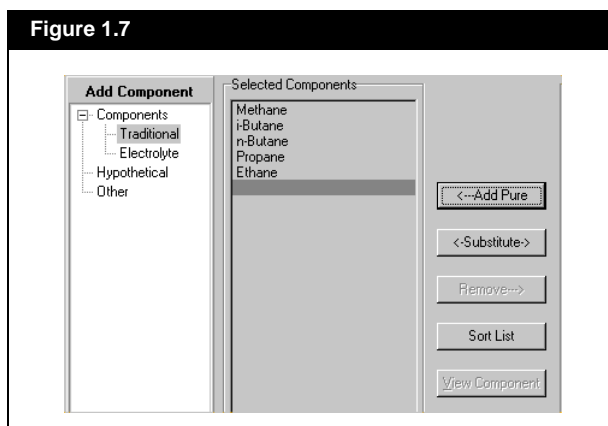 Figure 1.7
Add Component
Components
Traditional
Electrolyte
Hypothetical
Other
Selected Components
Methane
i-Butane
n-Butane
Propane
Ethane
<---Add Pure
<-Substitute->
Remove--->
Sort List
View Component